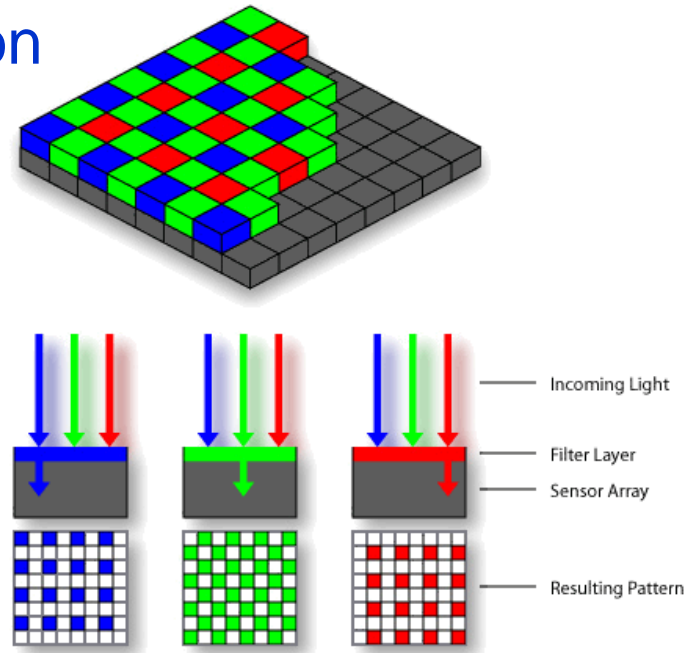 on
Incoming Light
Filter Layer
Sensor Array
Resulting Pattern